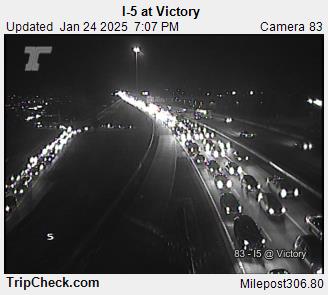 I-5 at Victory
Updated Jan 24 2025 7:07 PM Camera 83
T
S
83 - I5 @ Victory
TripCheck.com Milepost306.80